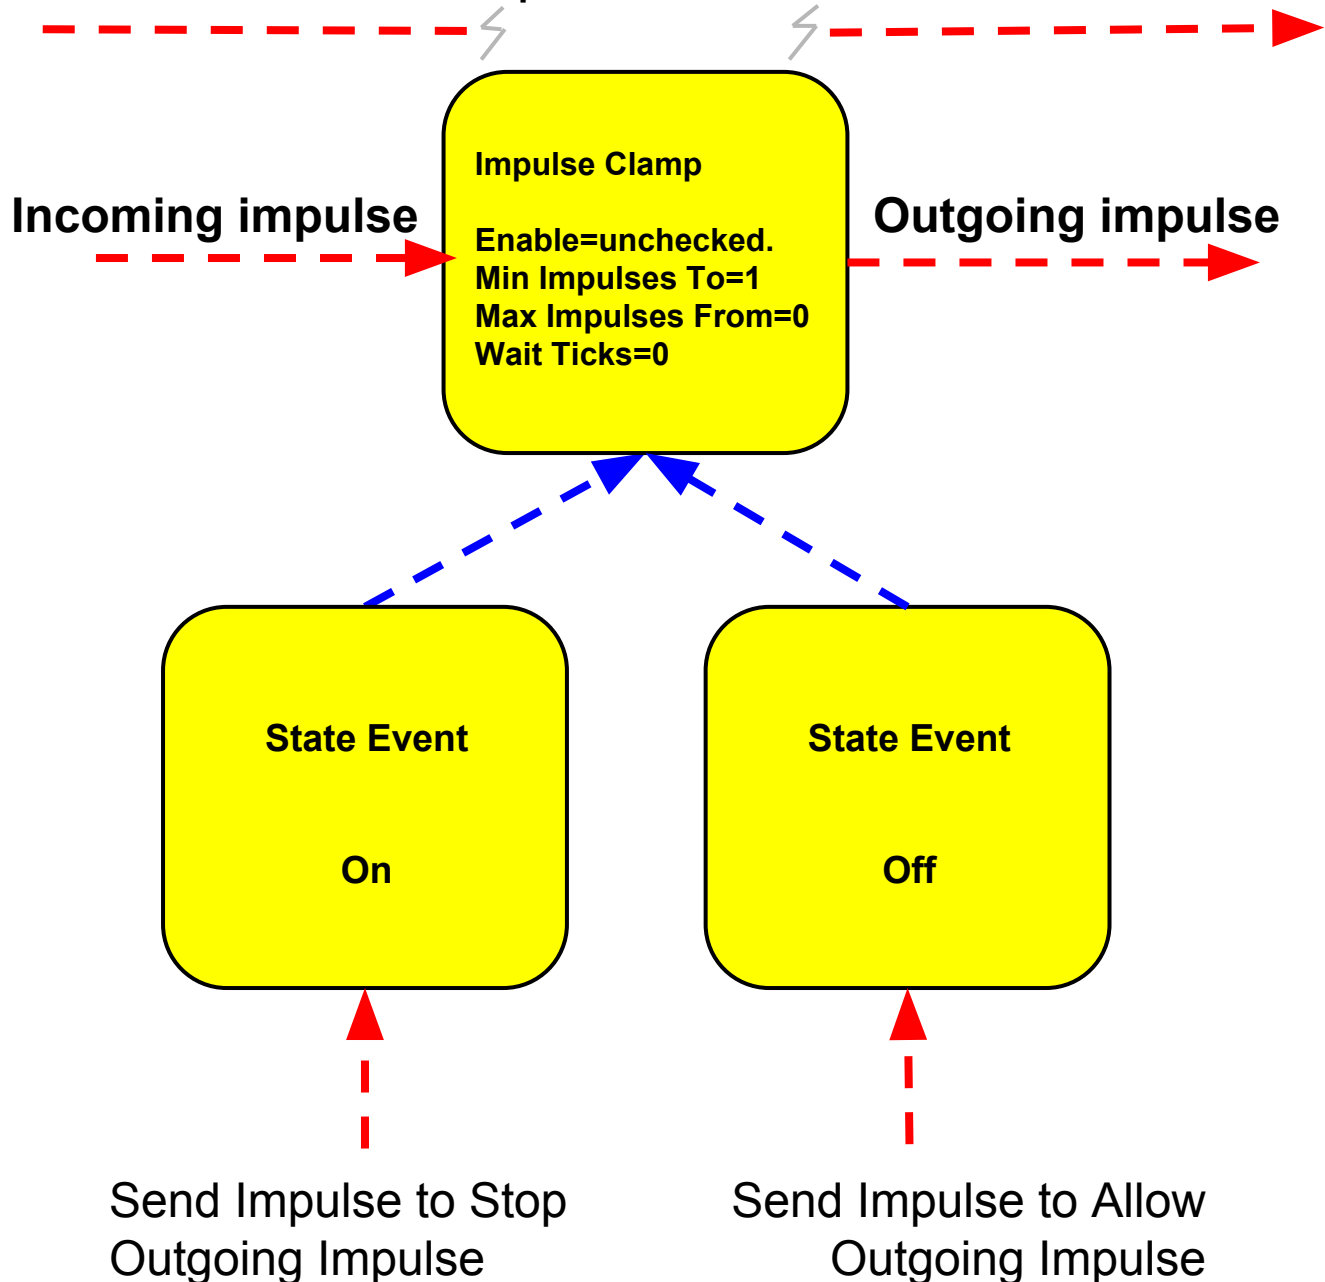 Impulse Clamp
Incoming impulse
Outgoing impulse
Enable=unchecked.
Min Impulses To=1
Max Impulses From=0
Wait Ticks=0
State Event
On
State Event
Off
Send Impulse to Stop
Outgoing Impulse
Send Impulse to Allow
Outgoing Impulse